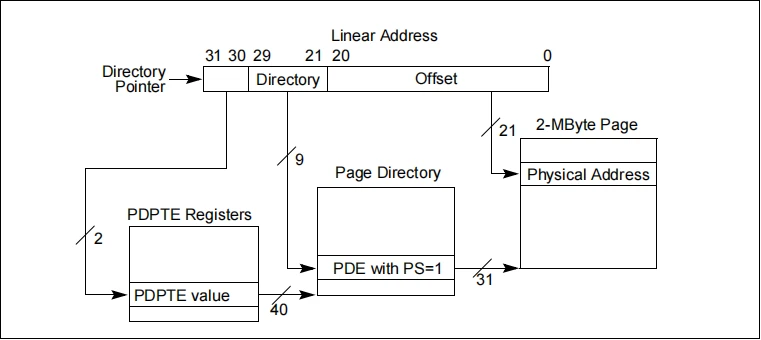 Linear Address
31 30 29 21 20 0
Directory
Pointer
Directory
Offset
9
21
2-MByte Page
Physical Address
Page Directory
PDE with PS=1
31
PDPTE Registers
2
PDPTE value
40